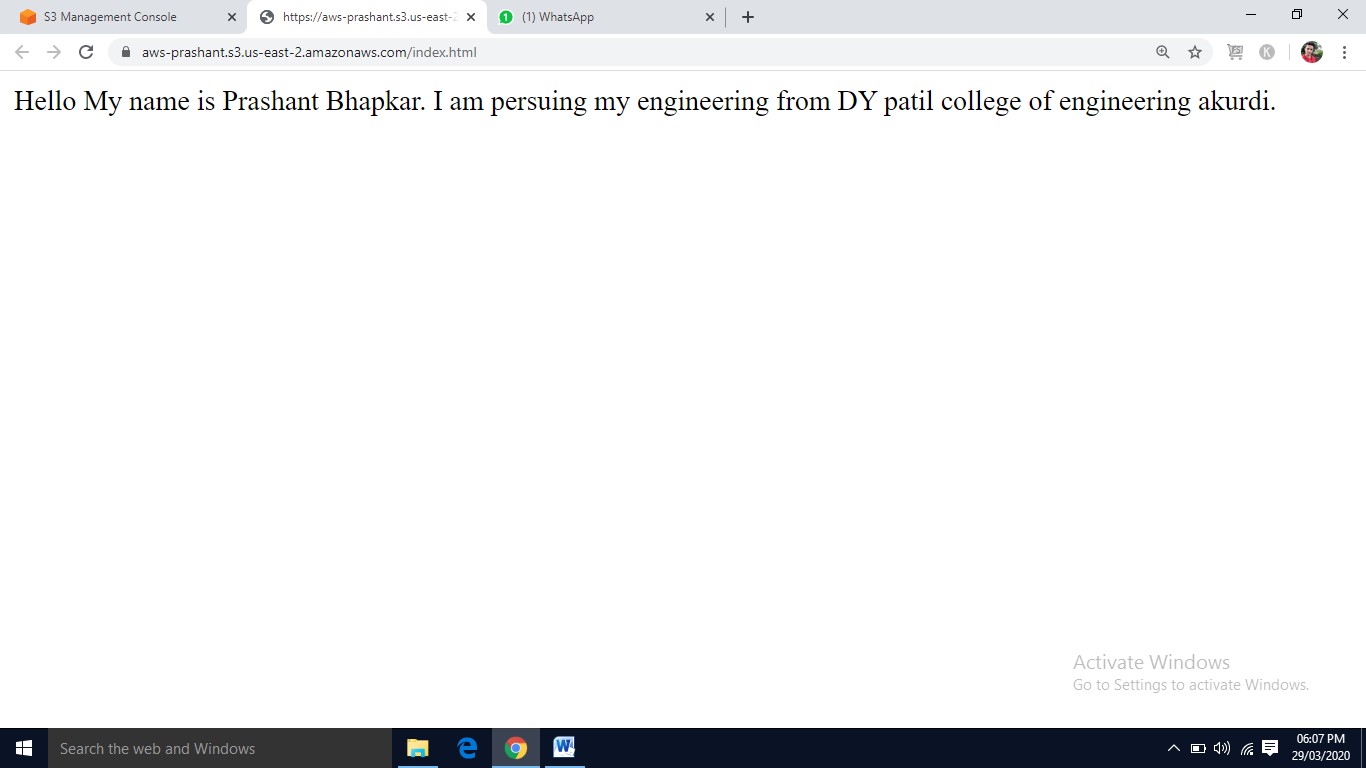 S3 Management Console
https://aws-prashant.s3.us-east-2
1 (1) WhatsApp
aws-prashant.s3.us-east-2.amazonaws.com/index.html
K
Hello My name is Prashant Bhapkar. I am persuing my engineering from DY patil college of engineering akurdi.
Activate Windows
Go to Settings to activate Windows.
Search the web and Windows
W
06:07 PM
29/03/2020